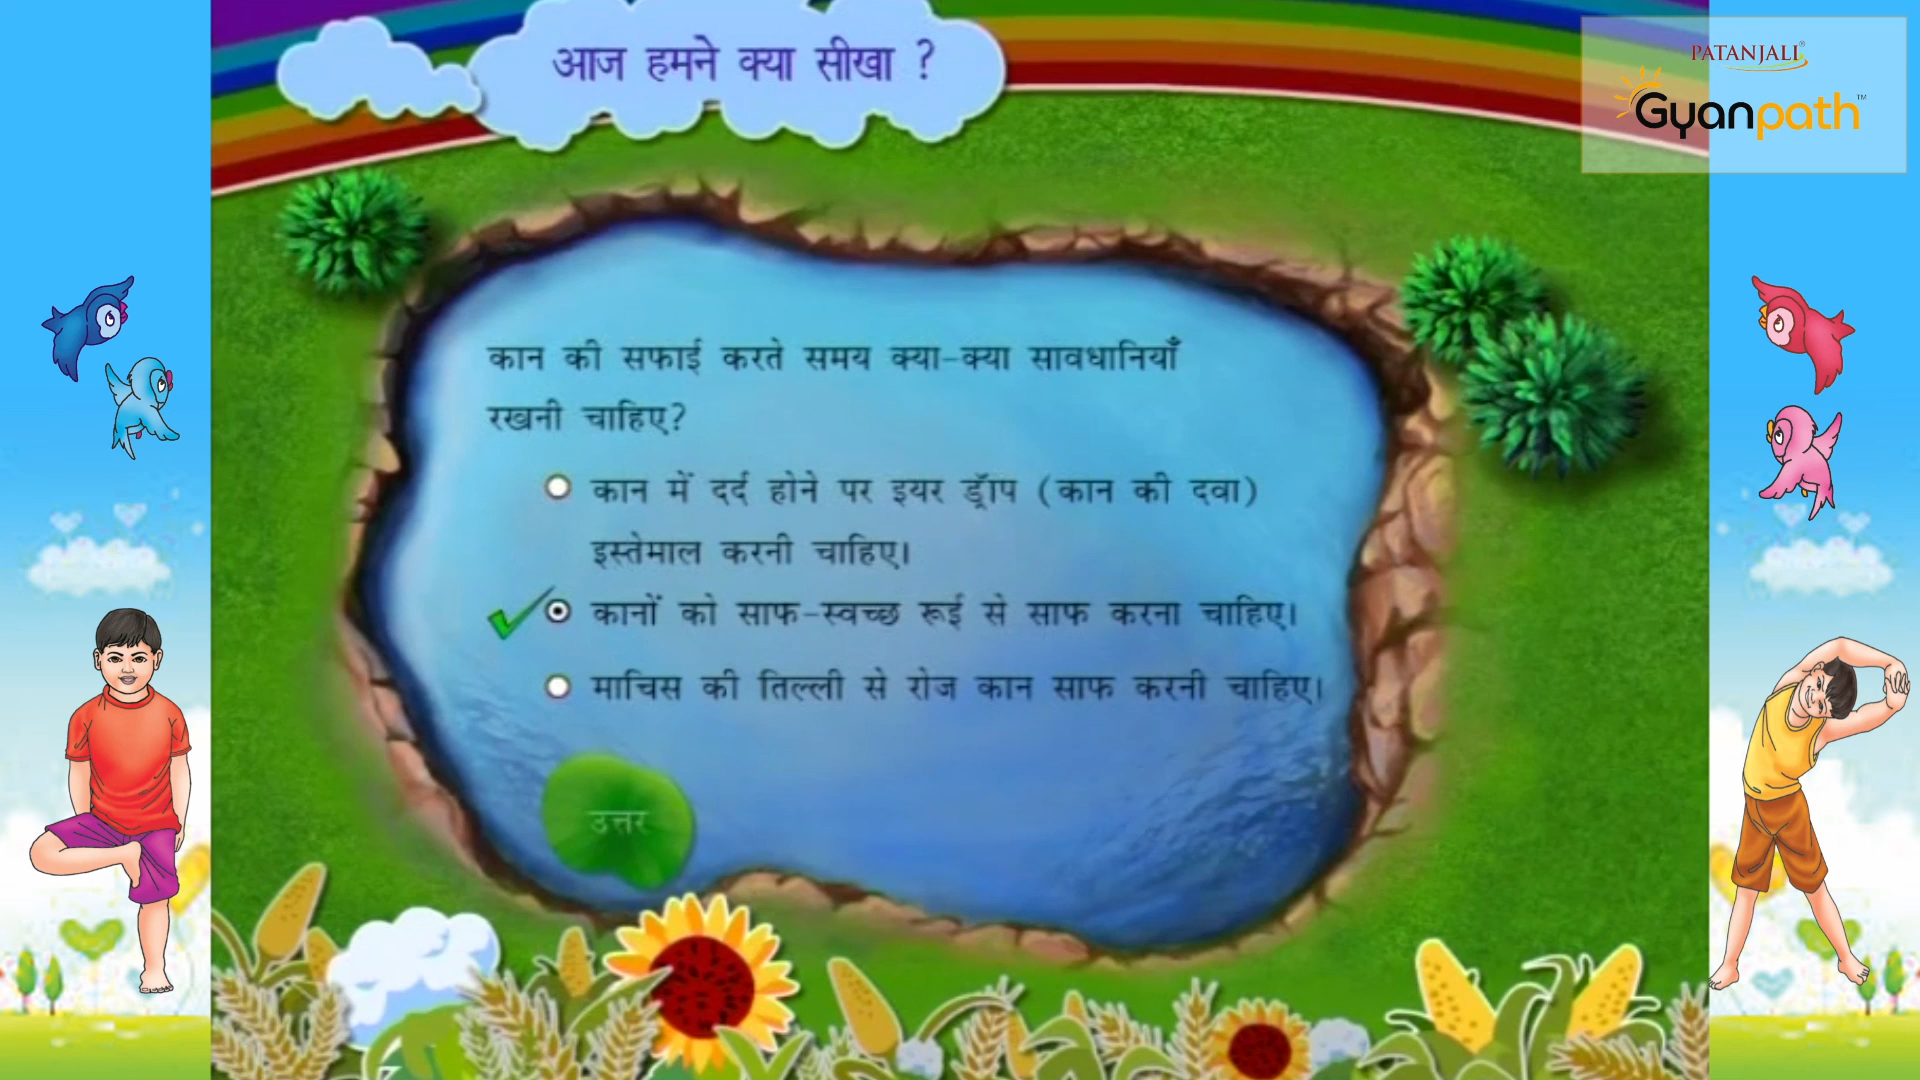 आज हमने क्या सीखा ?
PATANJALI®
Gyanpath™
कान की सफाई करते समय क्या-क्या सावधानियाँ
रखनी चाहिए?
कान में दर्द होने पर इयर ड्रॉप (कान की दवा)
इस्तेमाल करनी चाहिए।
कानों को साफ-स्वच्छ रूई से साफ करना चाहिए।
माचिस की तिल्ली से रोज कान साफ करनी चाहिए।
उत्तर